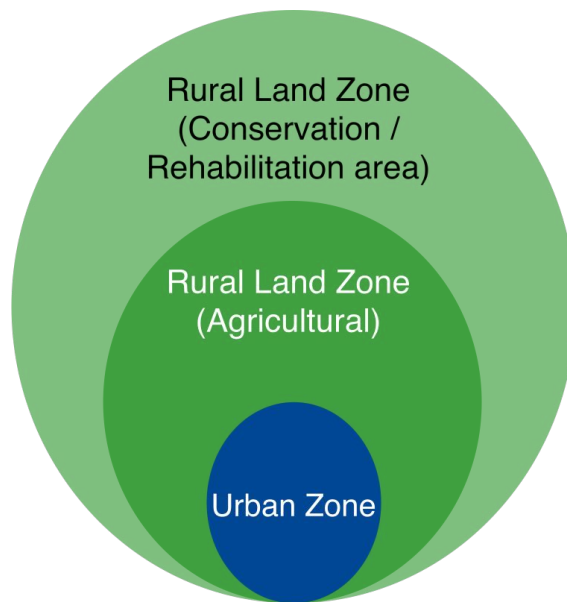 Rural Land Zone
(Conservation /
Rehabilitation area)
Rural Land Zone
(Agricultural)
Urban Zone